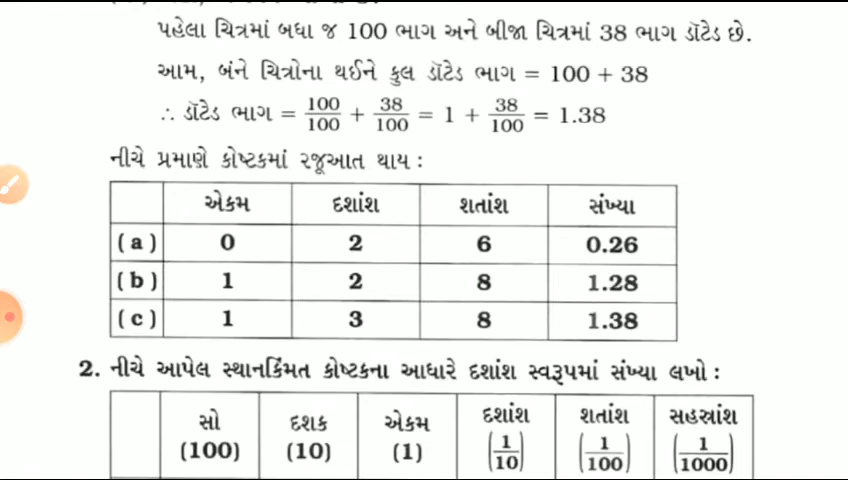 પહેલા ચિત્રમાં બધા જ 100 ભાગ અને બીજા ચિત્રમાં 38 ભાગ ડૉટેડ છે.
આમ, બંને ચિત્રોના થઈને કુલ ડૉટેડ ભાગ = 100 + 38
∴ ડૉટેડ ભાગ = 100/100 + 38/100 = 1 + 38/100 = 1.38
નીચે પ્રમાણે કોષ્ટકમાં રજૂઆત થાય :
એકમ દશાંશ શતાંશ સંખ્યા
(a) 0 2 6 0.26
(b) 1 2 8 1.28
(c) 1 3 8 1.38
2. નીચે આપેલ સ્થાનકિંમત કોષ્ટકના આધારે દશાંશ સ્વરૂપમાં સંખ્યા લખો :
સો દશક એકમ દશાંશ શતાંશ સહસ્રાંશ
(100) (10) (1) (1/10) (1/100) (1/1000)